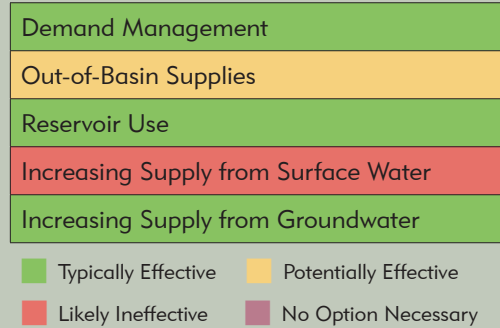 Demand Management
Out-of-Basin Supplies
Reservoir Use
Increasing Supply from Surface Water
Increasing Supply from Groundwater
Typically Effective
Potentially Effective
Likely Ineffective
No Option Necessary